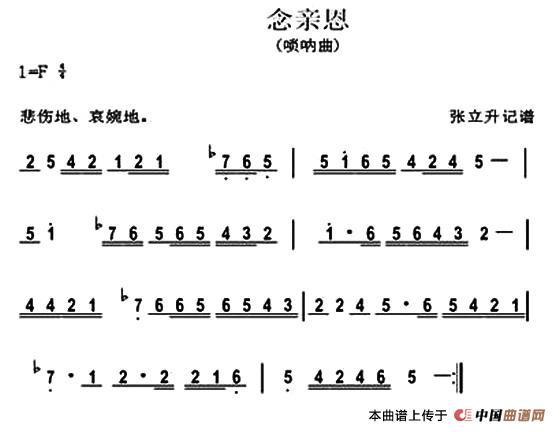 念亲恩
(唢呐曲)
1=F 4/4
悲伤地、哀婉地。 张立升记谱
2 5 4 2 1 2 1 ♭7 6 5 | 5 1 6 5 4 2 4 5 — |
5 1 ♭7 6 5 6 5 4 3 2 | 1 · 6 5 6 4 3 2 — |
4 4 2 1 ♭7 6 6 5 6 5 4 3 | 2 2 4 5 · 6 5 4 2 1 |
♭7 · 1 2 · 2 2 2 1 6 | 5 4 2 4 6 5 — :||
本曲谱上传于 中国曲谱网